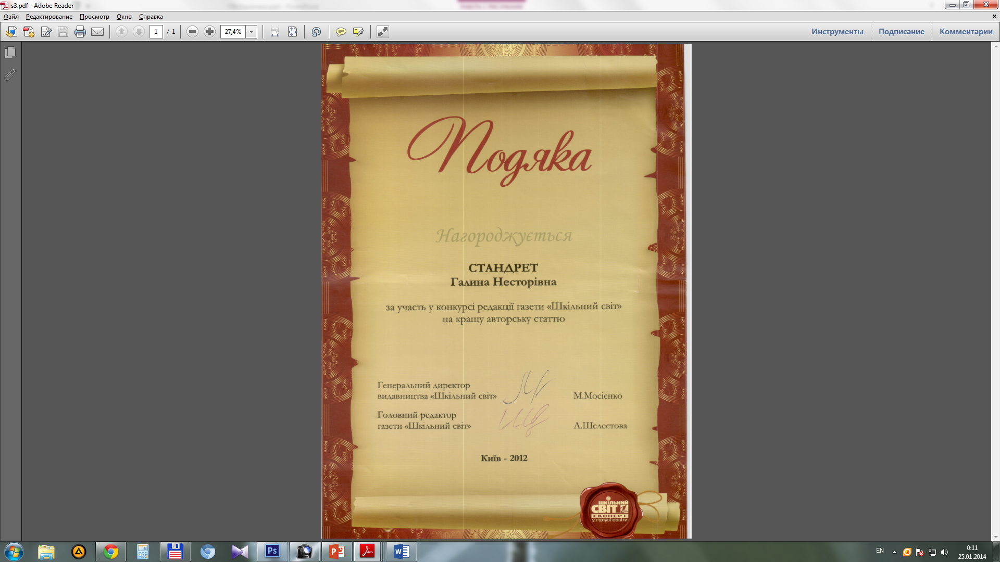 s3.pdf - Adobe Reader
Файл Редактирование Просмотр Окно Справка
1 / 1 27,4% Инструменты Подписание Комментарии
Подяка
Нагороджується
СТАНДРЕТ
Галина Несторівна
за участь у конкурсі редакції газети «Шкільний світ»
на кращу авторську статтю
Генеральний директор
видавництва «Шкільний світ» М.Мосієнко
Головний редактор
газети «Шкільний світ» Л.Шелестова
Київ - 2012
ШКІЛЬНИЙ
СВІТ
ЕКСПЕРТ
у галузі освіти
Ps
EN
0:11
25.01.2014